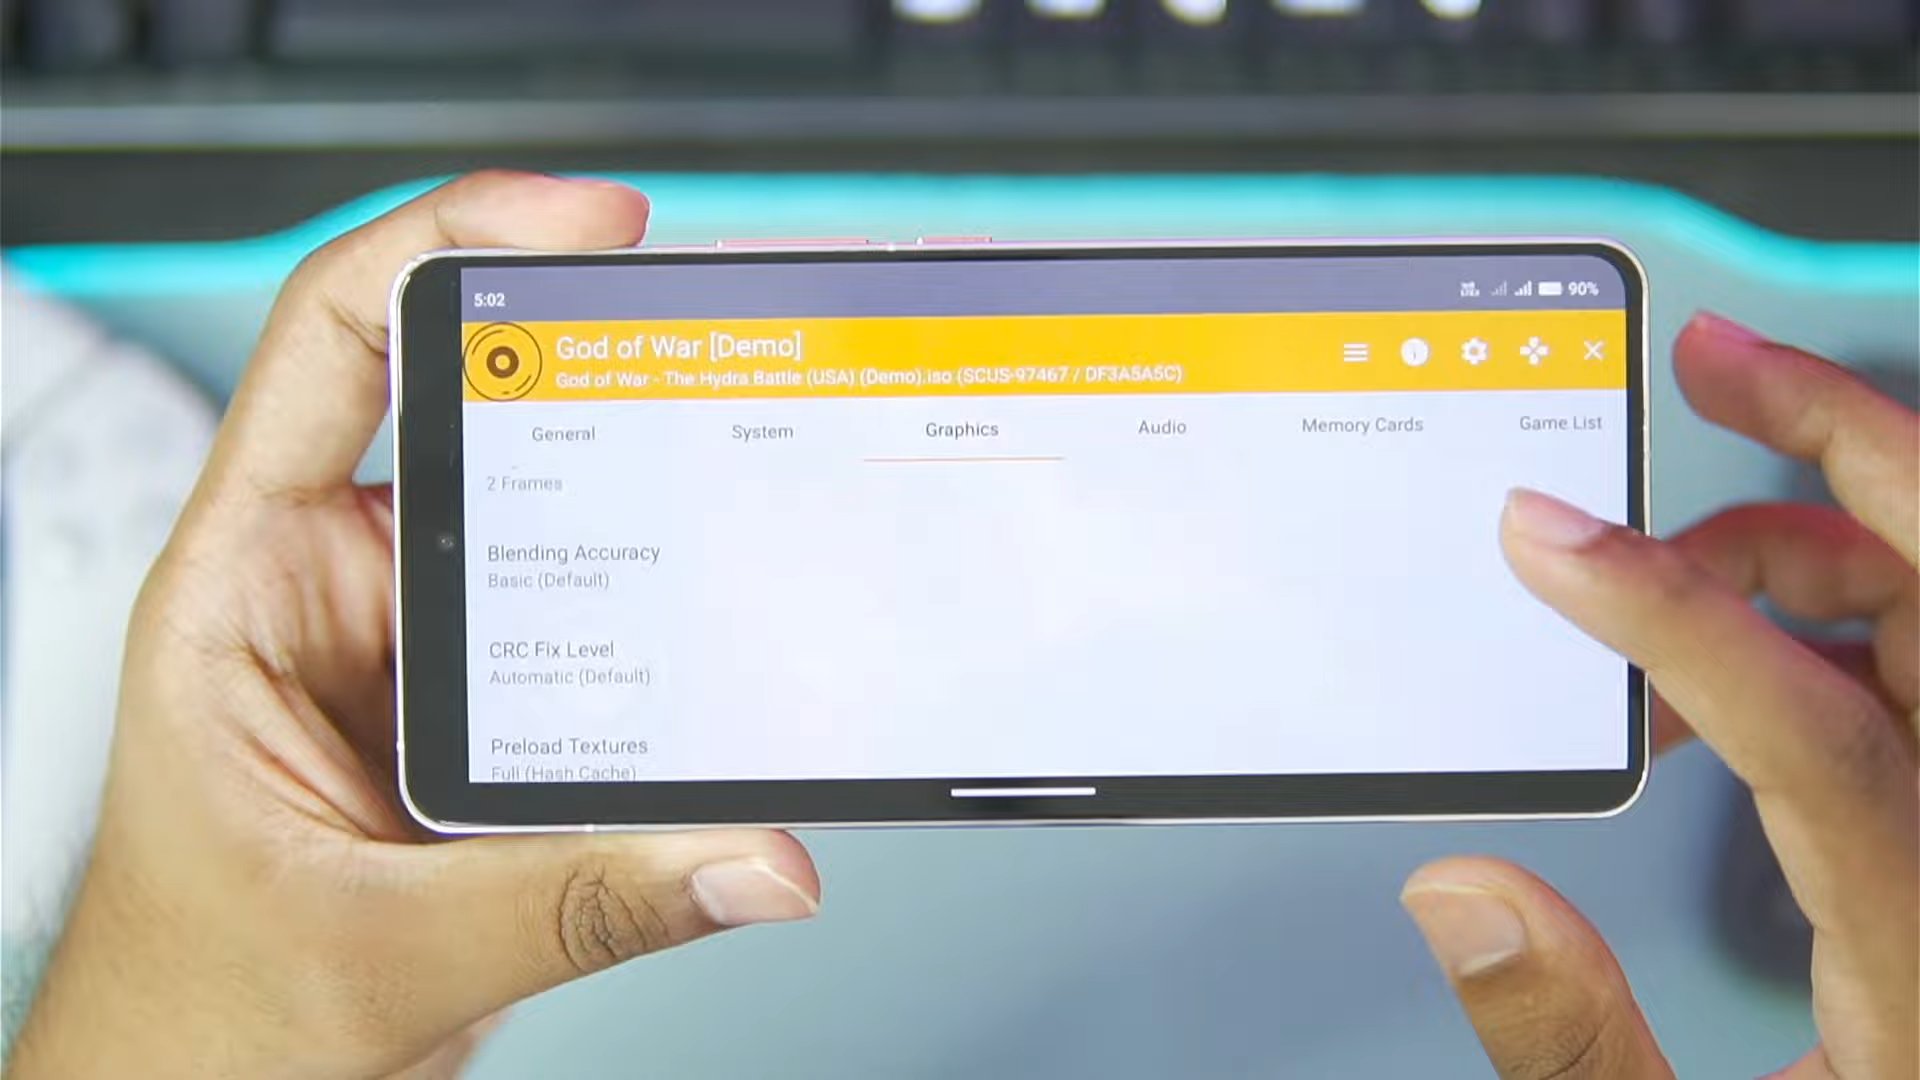 5:02
90%
God of War [Demo]
God of War - The Hydra Battle (USA) (Demo).iso (SCUS-97467 / DF3A5A5C)
General System Graphics Audio Memory Cards Game List
2 Frames
Blending Accuracy
Basic (Default)
CRC Fix Level
Automatic (Default)
Preload Textures
Full (Hash Cache)